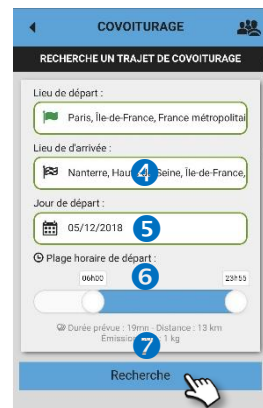 COVOITURAGE
RECHERCHE UN TRAJET DE COVOITURAGE
Lieu de départ :
Paris, Île-de-France, France métropolitai
Lieu de d'arrivée :
Nanterre, Hau 4 Seine, Île-de-France,
Jour de départ :
05/12/2018 5
Plage horaire de départ :
06h00 6 23h55
Durée prévue : 19mn - Distance : 13 km
Emission 7 : 1 kg
Recherche